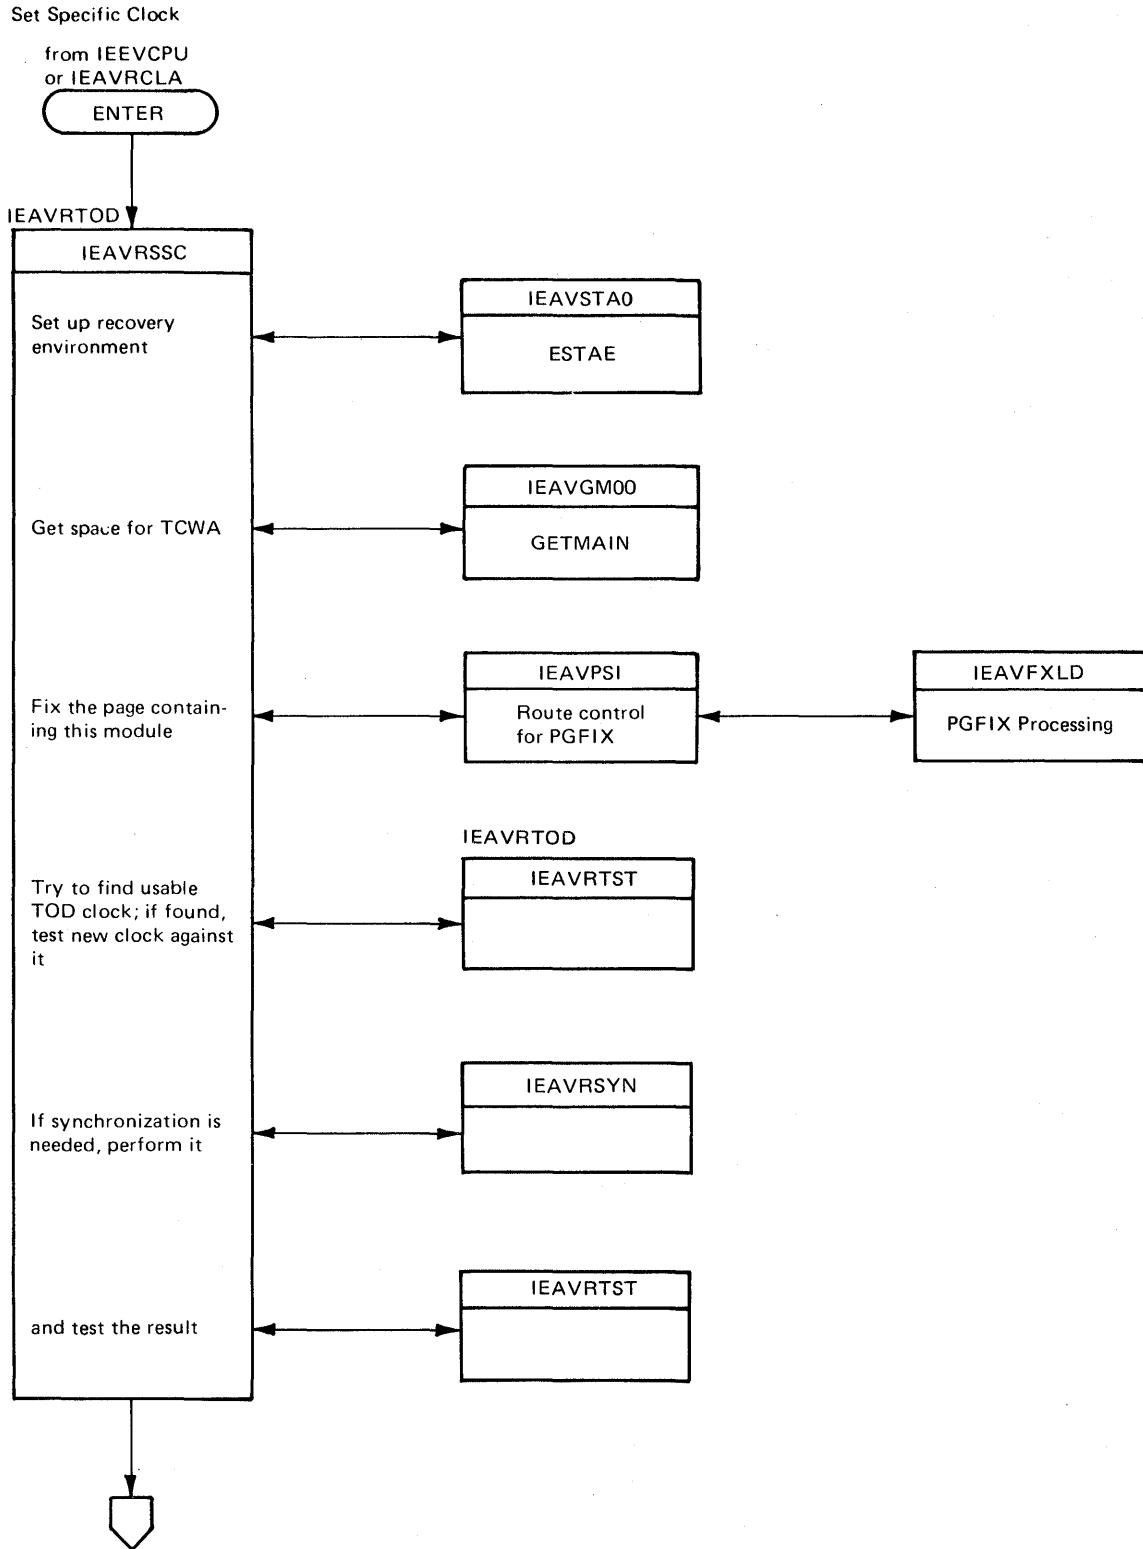 Set Specific Clock
from IEEVCPU
or IEAVRCLA
ENTER
IEAVRTOD
IEAVRSSC
Set up recovery
environment
IEAVSTA0
ESTAE
Get space for TCWA
IEAVGM00
GETMAIN
Fix the page contain-
ing this module
IEAVPSI
Route control
for PGFIX
IEAVFXLD
PGFIX Processing
Try to find usable
TOD clock; if found,
test new clock against
it
IEAVRTOD
IEAVRTST
If synchronization is
needed, perform it
IEAVRSYN
and test the result
IEAVRTST